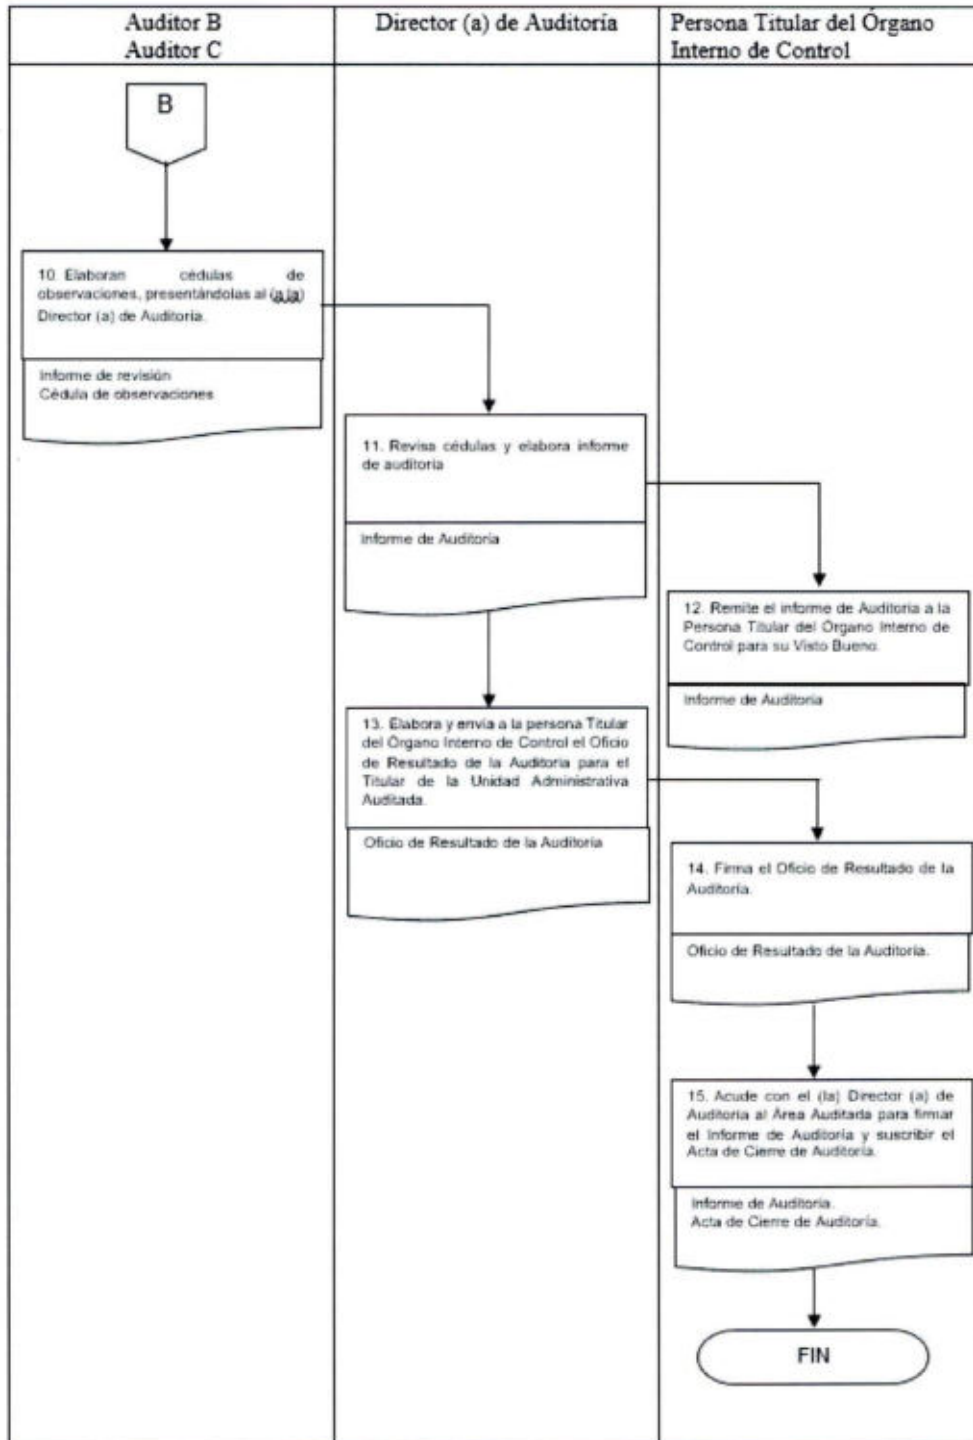 Auditor B
Auditor C
Director (a) de Auditoría
Persona Titular del Órgano
Interno de Control
B
10. Elaboran cédulas de
observaciones, presentándolas al (a la)
Director (a) de Auditoría.
Informe de revisión
Cédula de observaciones
11. Revisa cédulas y elabora informe
de auditoría
Informe de Auditoría
12. Remite el informe de Auditoría a la
Persona Titular del Órgano Interno de
Control para su Visto Bueno.
Informe de Auditoría
13. Elabora y envía a la persona Titular
del Órgano Interno de Control el Oficio
de Resultado de la Auditoría para el
Titular de la Unidad Administrativa
Auditada.
Oficio de Resultado de la Auditoría
14. Firma el Oficio de Resultado de la
Auditoría.
Oficio de Resultado de la Auditoría.
15. Acude con el (la) Director (a) de
Auditoría al Área Auditada para firmar
el Informe de Auditoría y suscribir el
Acta de Cierre de Auditoría.
Informe de Auditoría.
Acta de Cierre de Auditoría.
FIN